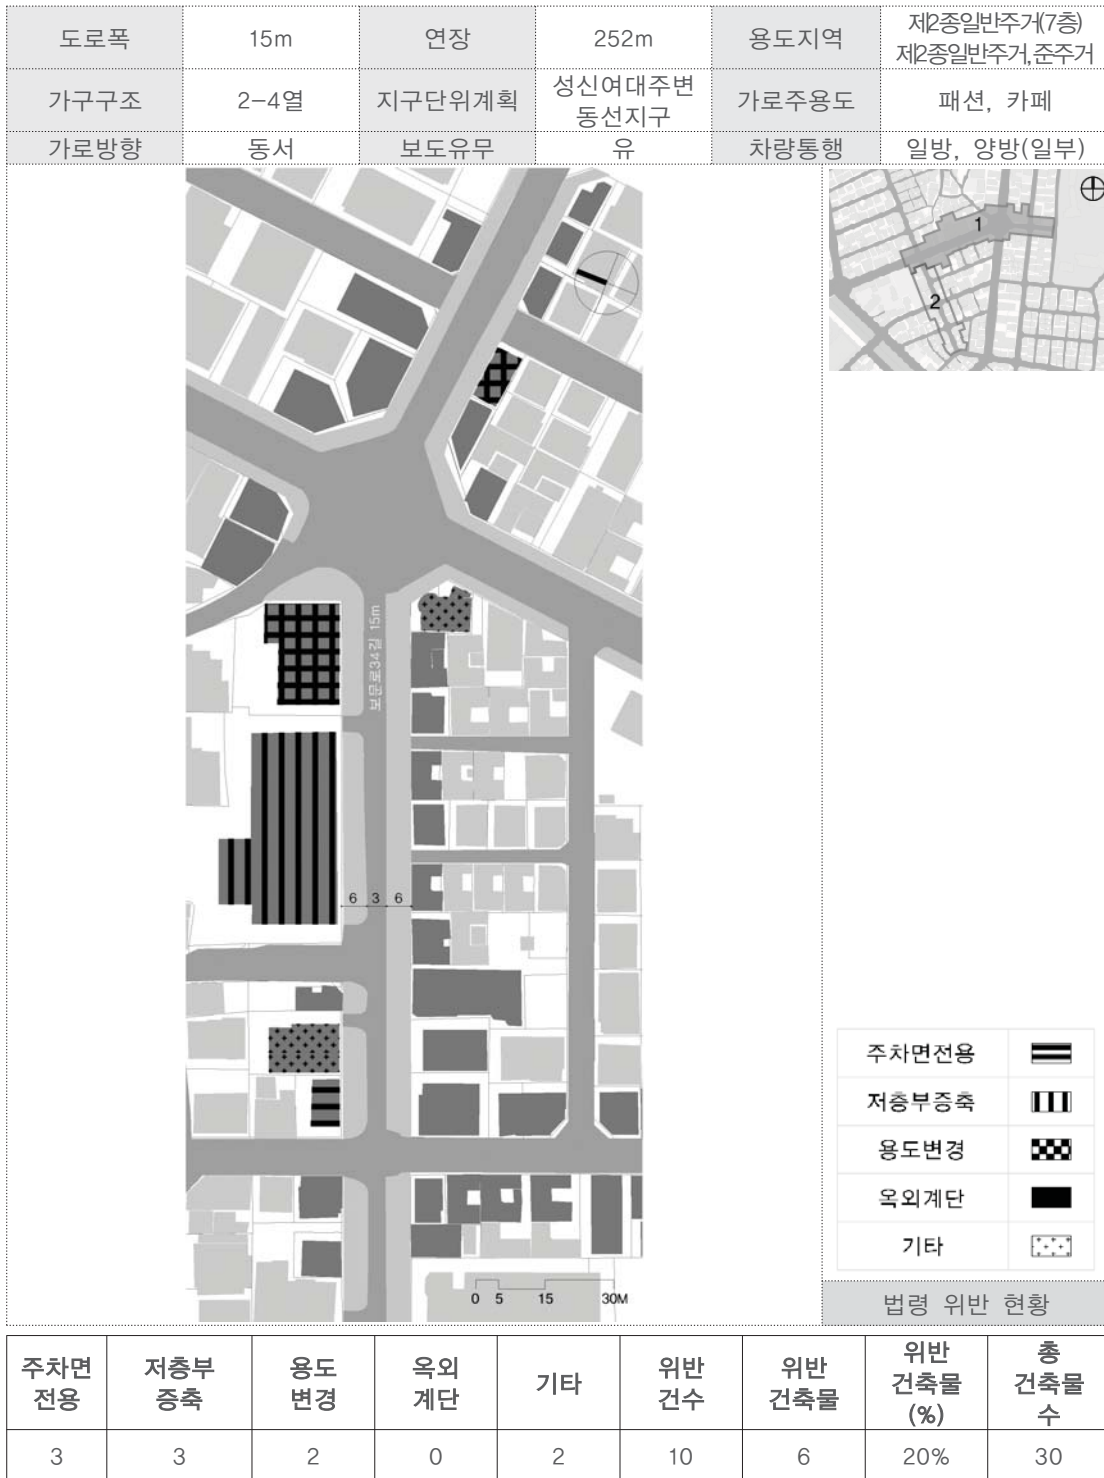 도로폭 15m 연장 252m 용도지역 제2종일반주거(7층)
제2종일반주거,준주거
가구구조 2-4열 지구단위계획 성신여대주변
동선지구 가로주용도 패션, 카페
가로방향 동서 보도유무 유 차량통행 일방, 양방(일부)
1
2
보문로34길 15m
6 3 6
0 5 15 30M
주차면전용
저층부증축
용도변경
옥외계단
기타
법령 위반 현황
주차면 저층부 용도 옥외 기타 위반 위반 위반 총
전용 증축 변경 계단 건수 건축물 건축물 건축물
(%) 수
3 3 2 0 2 10 6 20% 30